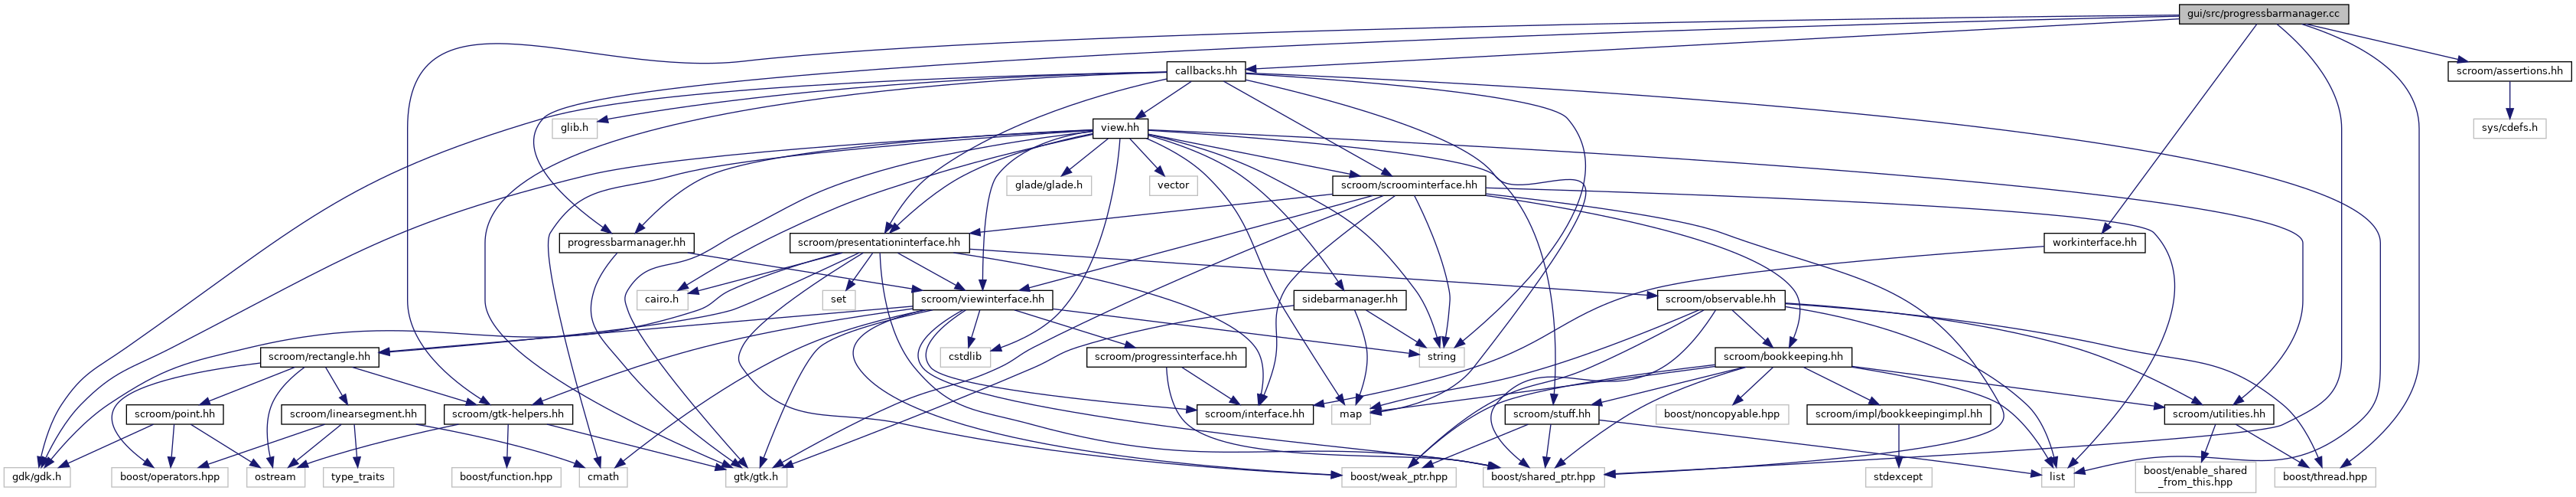 gui/src/progressbarmanager.cc
callbacks.hh
scroom/assertions.hh
glib.h
view.hh
sys/cdefs.h
glade/glade.h
vector
scroom/scroominterface.hh
progressbarmanager.hh
scroom/presentationinterface.hh
workinterface.hh
cairo.h
set
scroom/viewinterface.hh
sidebarmanager.hh
scroom/observable.hh
scroom/rectangle.hh
cstdlib
scroom/progressinterface.hh
string
scroom/bookkeeping.hh
scroom/point.hh
scroom/linearsegment.hh
scroom/gtk-helpers.hh
scroom/interface.hh
map
scroom/stuff.hh
boost/noncopyable.hpp
scroom/impl/bookkeepingimpl.hh
scroom/utilities.hh
gdk/gdk.h
boost/operators.hpp
ostream
type_traits
boost/function.hpp
cmath
gtk/gtk.h
boost/weak_ptr.hpp
boost/shared_ptr.hpp
stdexcept
list
boost/enable_shared
_from_this.hpp
boost/thread.hpp